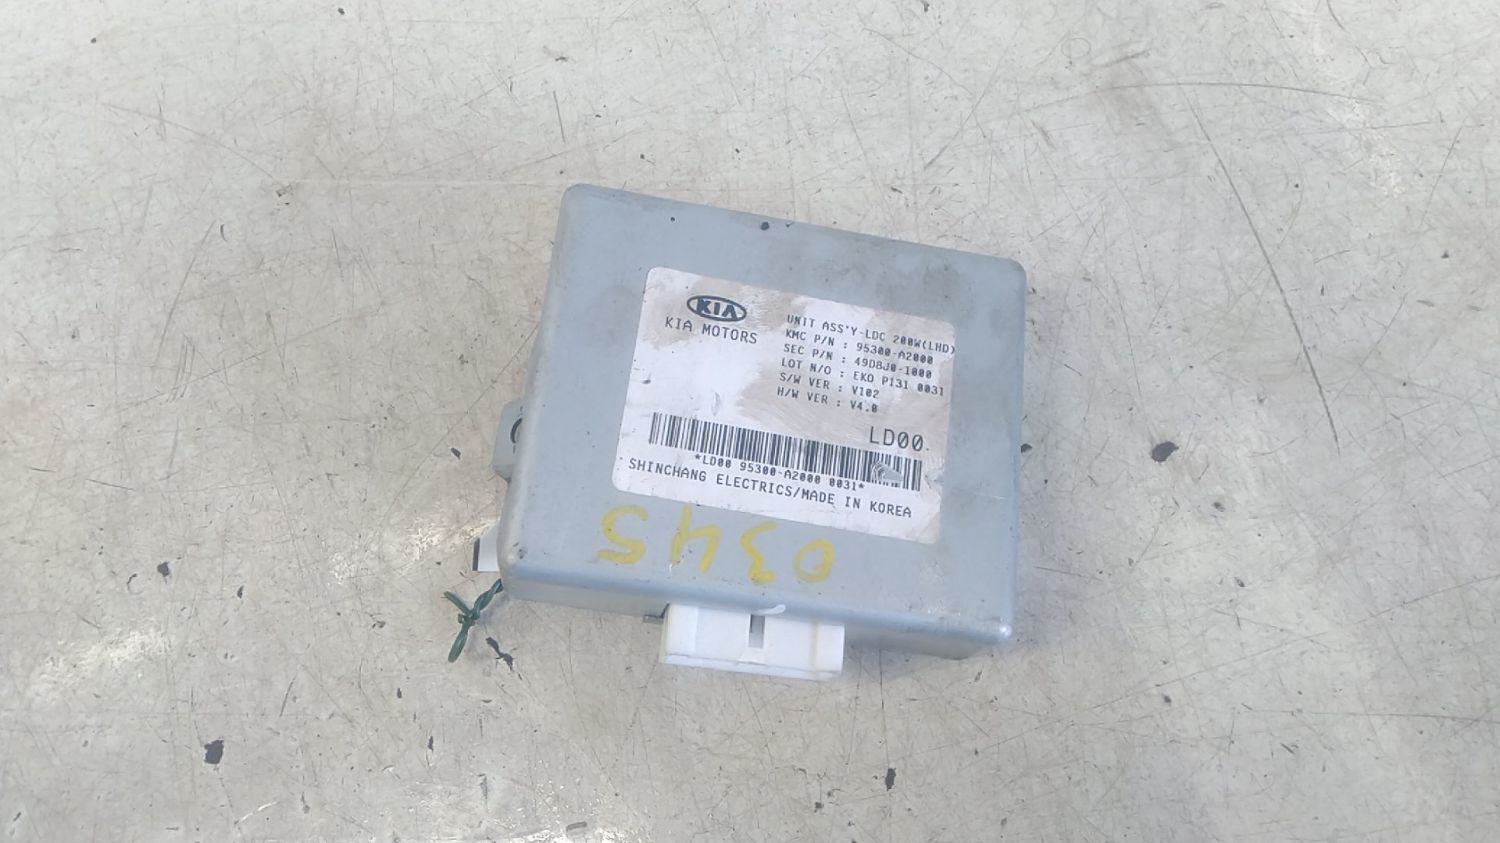 KIA
KIA MOTORS
UNIT ASS'Y-LDC 200W(LHD)
KMC P/N : 95300-A2000
SEC P/N : 49D8J0-1000
LOT N/O : EKO P131 0031
S/W VER : V102
H/W VER : V4.0
LD00
*LD00 95300-A2000 0031*
SHINCHANG ELECTRICS/MADE IN KOREA
0345